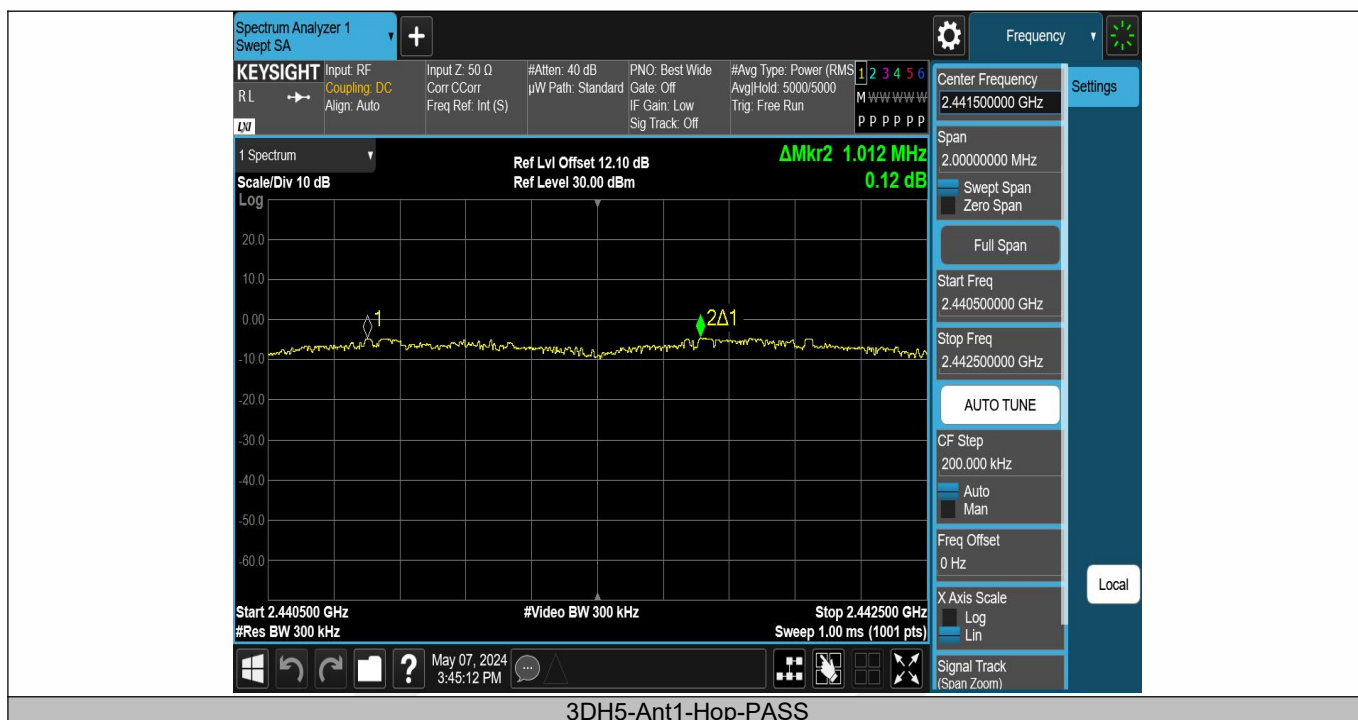 Spectrum Analyzer 1
Swept SA
+
Frequency
KEYSIGHT
RL
LXI
Input: RF
Coupling: DC
Align: Auto
Input Z: 50 Ω
Corr CCorr
Freq Ref: Int (S)
#Atten: 40 dB
µW Path: Standard
PNO: Best Wide
Gate: Off
IF Gain: Low
Sig Track: Off
#Avg Type: Power (RMS
Avg|Hold: 5000/5000
Trig: Free Run
1 2 3 4 5 6
M W W W W W
P P P P P P
1 Spectrum
Scale/Div 10 dB
Log
Ref Lvl Offset 12.10 dB
Ref Level 30.00 dBm
ΔMkr2 1.012 MHz
0.12 dB
20.0
10.0
0.00
-10.0
-20.0
-30.0
-40.0
-50.0
-60.0
1
2Δ1
Start 2.440500 GHz
#Res BW 300 kHz
#Video BW 300 kHz
Stop 2.442500 GHz
Sweep 1.00 ms (1001 pts)
?
May 07, 2024
3:45:12 PM
Center Frequency
2.441500000 GHz
Settings
Span
2.00000000 MHz
Swept Span
Zero Span
Full Span
Start Freq
2.440500000 GHz
Stop Freq
2.442500000 GHz
AUTO TUNE
CF Step
200.000 kHz
Auto
Man
Freq Offset
0 Hz
X Axis Scale
Log
Lin
Signal Track
(Span Zoom)
Local
3DH5-Ant1-Hop-PASS